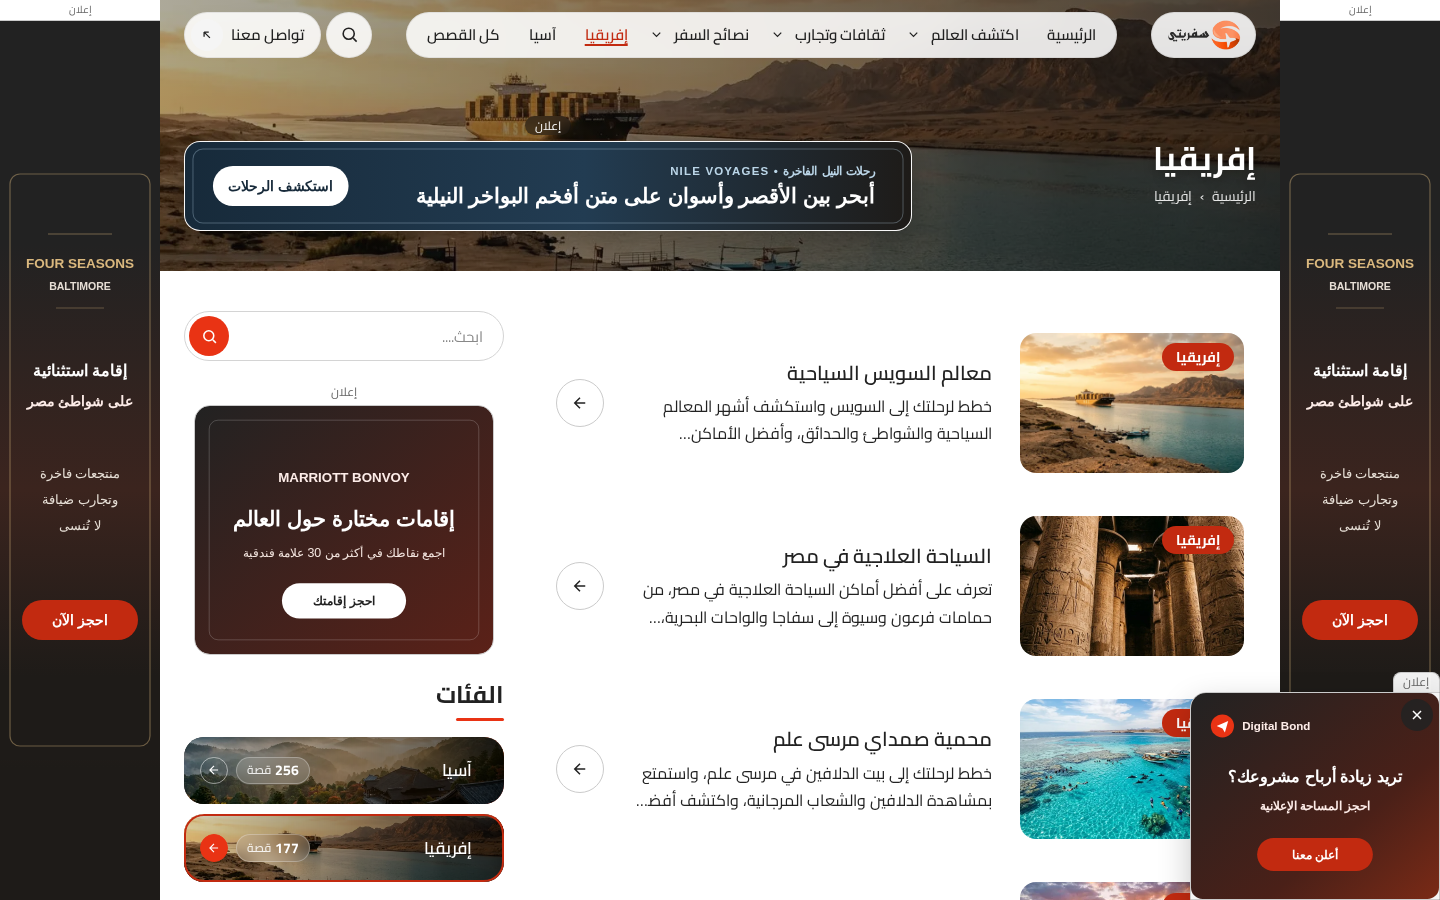 إعلان
إعلان
سفريتي
الرئيسية
اكتشف العالم
ثقافات وتجارب
نصائح السفر
إفريقيا
آسيا
كل القصص
تواصل معنا
إعلان
إفريقيا
الرئيسية › إفريقيا
رحلات النيل الفاخرة • NILE VOYAGES
أبحر بين الأقصر وأسوان على متن أفخم البواخر النيلية
استكشف الرحلات
FOUR SEASONS
BALTIMORE
إقامة استثنائية
على شواطئ مصر
منتجعات فاخرة
وتجارب ضيافة
لا تُنسى
احجز الآن
إفريقيا
معالم السويس السياحية
خطط لرحلتك إلى السويس واستكشف أشهر المعالم
السياحية والشواطئ والحدائق، وأفضل الأماكن...
إفريقيا
السياحة العلاجية في مصر
تعرف على أفضل أماكن السياحة العلاجية في مصر، من
حمامات فرعون وسيوة إلى سفاجا والواحات البحرية،...
محمية صمداي مرسى علم
خطط لرحلتك إلى بيت الدلافين في مرسى علم، واستمتع
بمشاهدة الدلافين والشعاب المرجانية، واكتشف أفضـ...
ابحث....
إعلان
MARRIOTT BONVOY
إقامات مختارة حول العالم
اجمع نقاطك في أكثر من 30 علامة فندقية
احجز إقامتك
الفئات
آسيا
256 قصة
إفريقيا
177 قصة
FOUR SEASONS
BALTIMORE
إقامة استثنائية
على شواطئ مصر
منتجعات فاخرة
وتجارب ضيافة
لا تُنسى
احجز الآن
إعلان
Digital Bond
تريد زيادة أرباح مشروعك؟
احجز المساحة الإعلانية
أعلن معنا